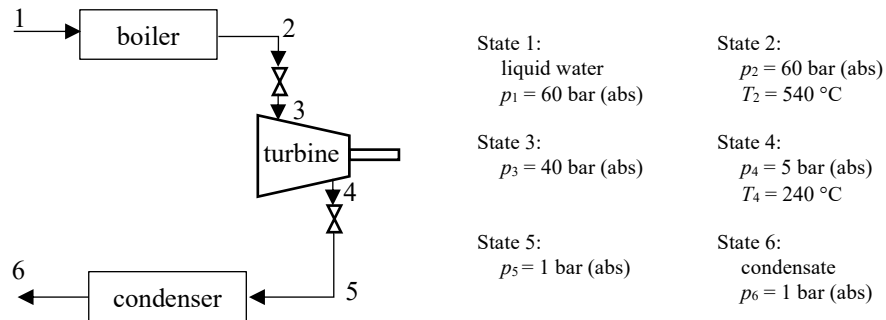 1
boiler
2
3
turbine
4
6
condenser
5
State 1:
liquid water
p1 = 60 bar (abs)
State 2:
p2 = 60 bar (abs)
T2 = 540 °C
State 3:
p3 = 40 bar (abs)
State 4:
p4 = 5 bar (abs)
T4 = 240 °C
State 5:
p5 = 1 bar (abs)
State 6:
condensate
p6 = 1 bar (abs)